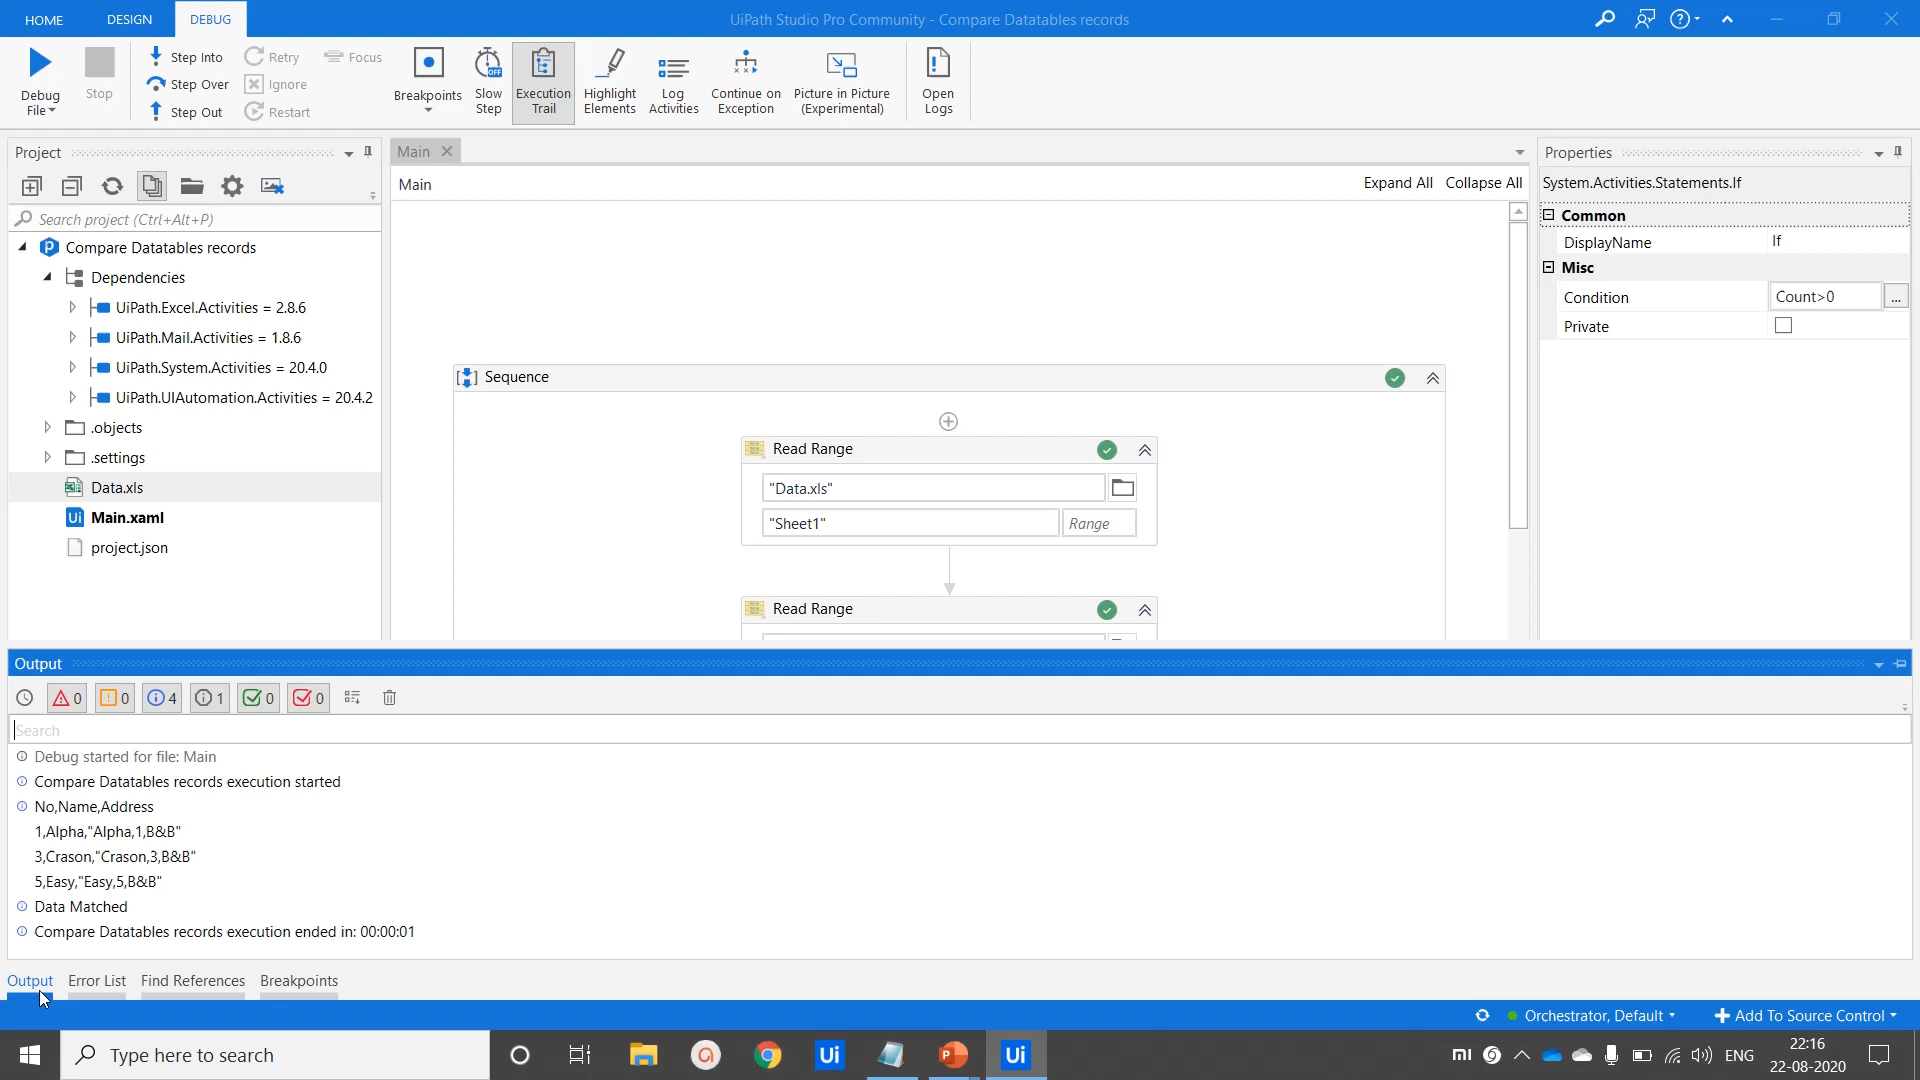 HOME
DESIGN
DEBUG
UiPath Studio Pro Community - Compare Datatables records
Debug File
Stop
Step Into
Step Over
Step Out
Retry
Ignore
Restart
Focus
Breakpoints
Slow Step
OFF
Execution Trail
Highlight Elements
Log Activities
Continue on Exception
Picture in Picture (Experimental)
Open Logs
Project
Search project (Ctrl+Alt+P)
Compare Datatables records
Dependencies
UiPath.Excel.Activities = 2.8.6
UiPath.Mail.Activities = 1.8.6
UiPath.System.Activities = 20.4.0
UiPath.UIAutomation.Activities = 20.4.2
.objects
.settings
Data.xls
Ui Main.xaml
project.json
Main
Main
Expand All
Collapse All
Sequence
Read Range
"Data.xls"
"Sheet1"
Range
Read Range
Properties
System.Activities.Statements.If
Common
DisplayName
If
Misc
Condition
Count>0
...
Private
Output
0
0
4
1
0
0
Search
Debug started for file: Main
Compare Datatables records execution started
No,Name,Address
1,Alpha,"Alpha,1,B&B"
3,Crason,"Crason,3,B&B"
5,Easy,"Easy,5,B&B"
Data Matched
Compare Datatables records execution ended in: 00:00:01
Output
Error List
Find References
Breakpoints
Orchestrator, Default
Add To Source Control
Type here to search
Ui
Ui
ENG
22:16
22-08-2020